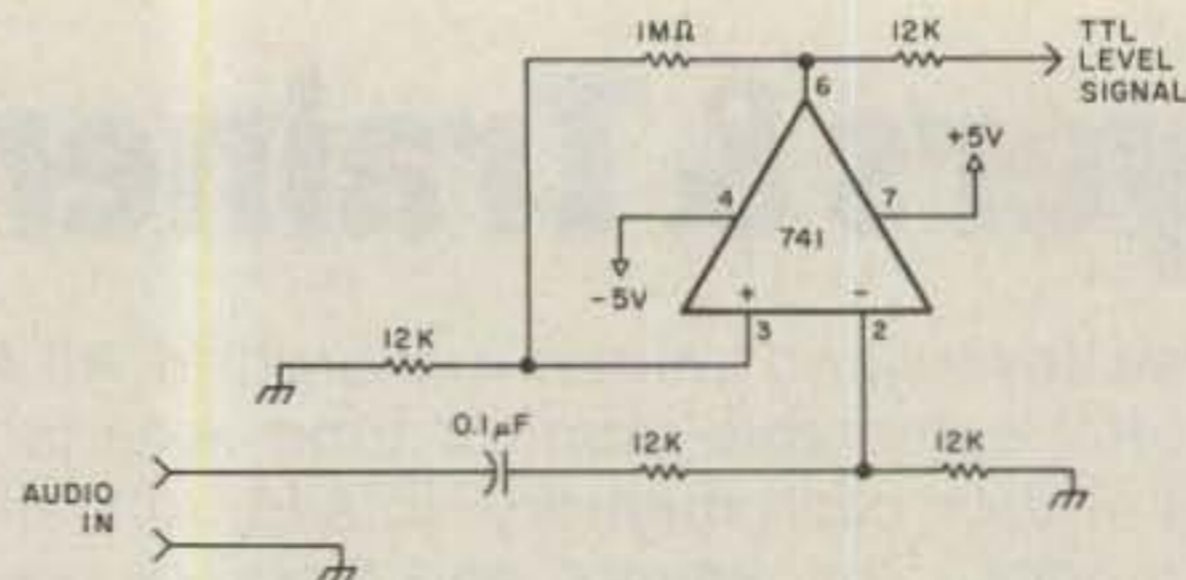 1MΩ
12K
TTL
LEVEL
SIGNAL
6
+5V
4
7
741
-5V
+
-
3
2
12K
0.1μF
12K
12K
AUDIO
IN